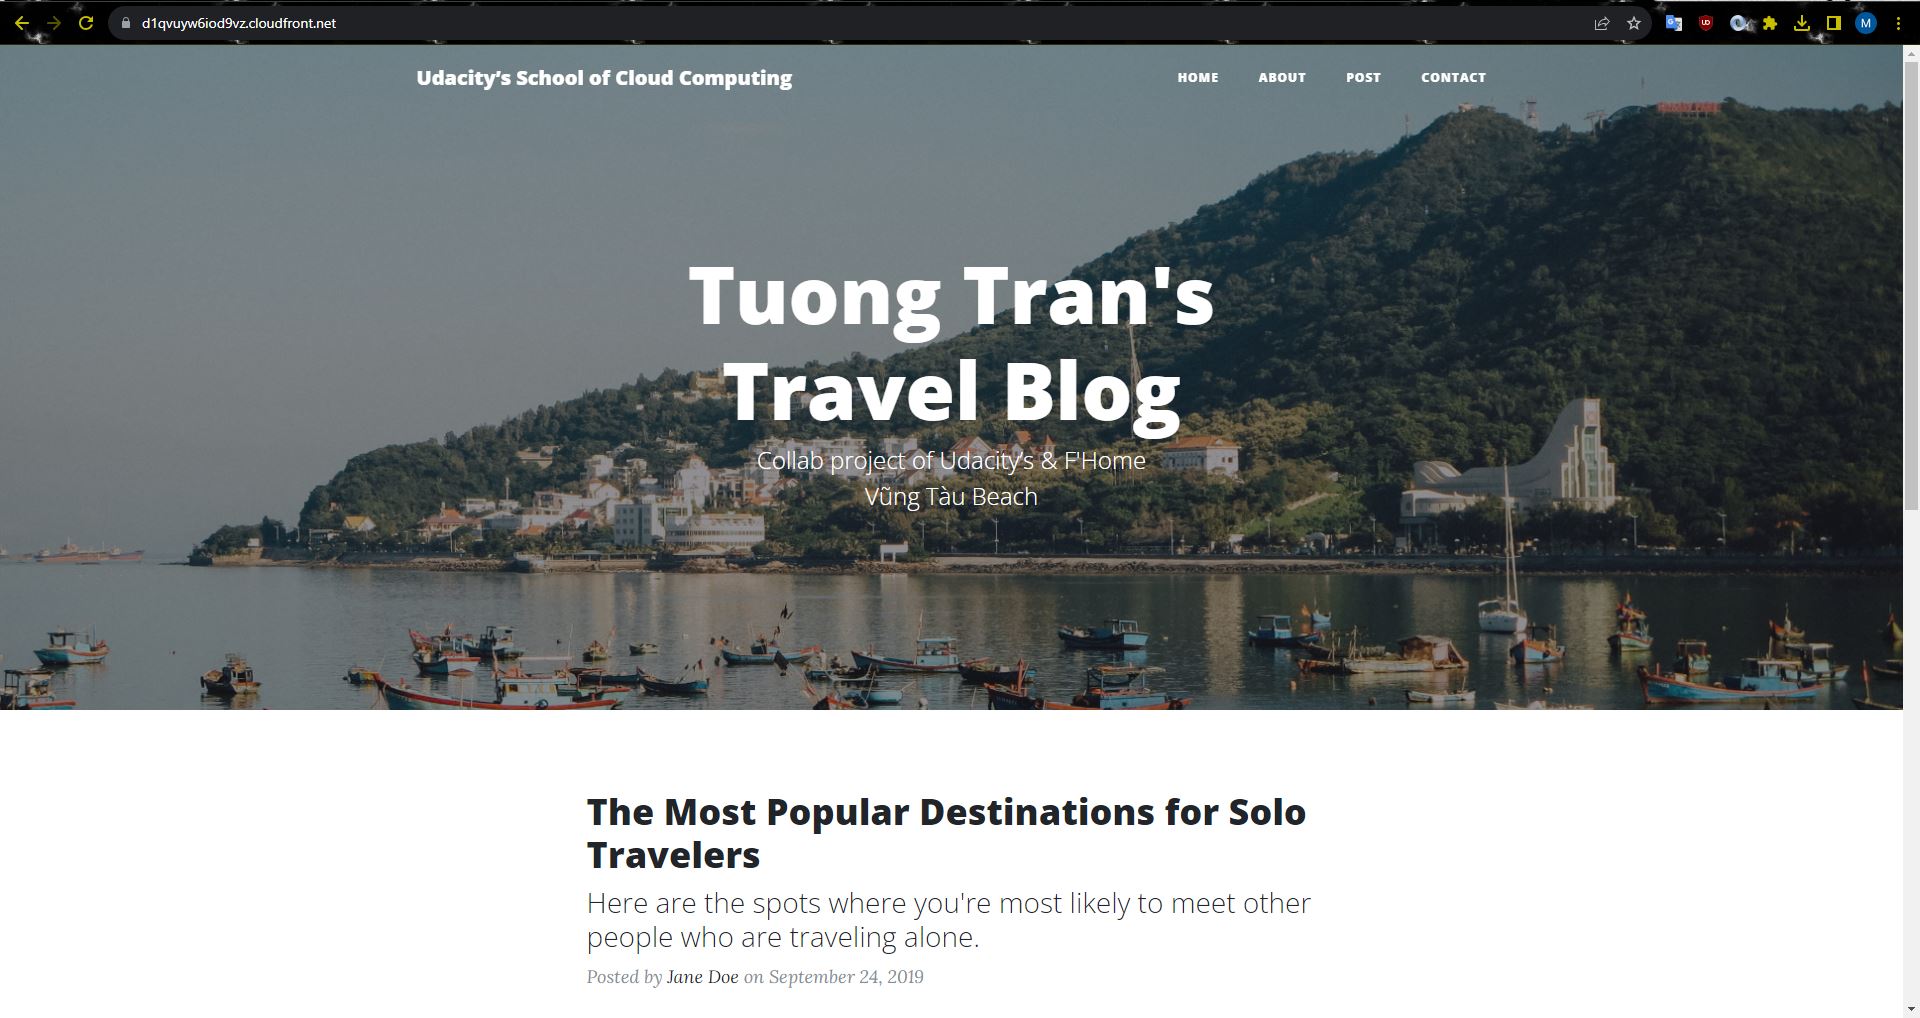 d1qvuyw6iod9vz.cloudfront.net
M
Udacity's School of Cloud Computing
HOME ABOUT POST CONTACT
Tuong Tran's
Travel Blog
Collab project of Udacity's & F'Home
Vũng Tàu Beach
The Most Popular Destinations for Solo
Travelers
Here are the spots where you're most likely to meet other
people who are traveling alone.
Posted by Jane Doe on September 24, 2019